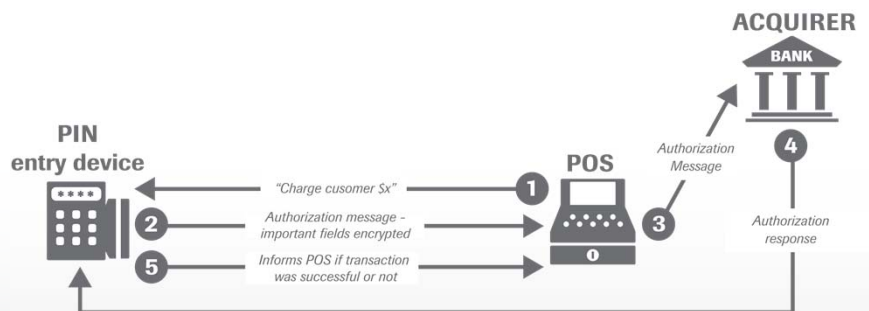 ACQUIRER
BANK
PIN
entry device
* * * *
POS
"Charge cusomer $x"
1
2
Authorization message -
important fields encrypted
3
Authorization
Message
4
Authorization
response
5
Informs POS if transaction
was successful or not
0